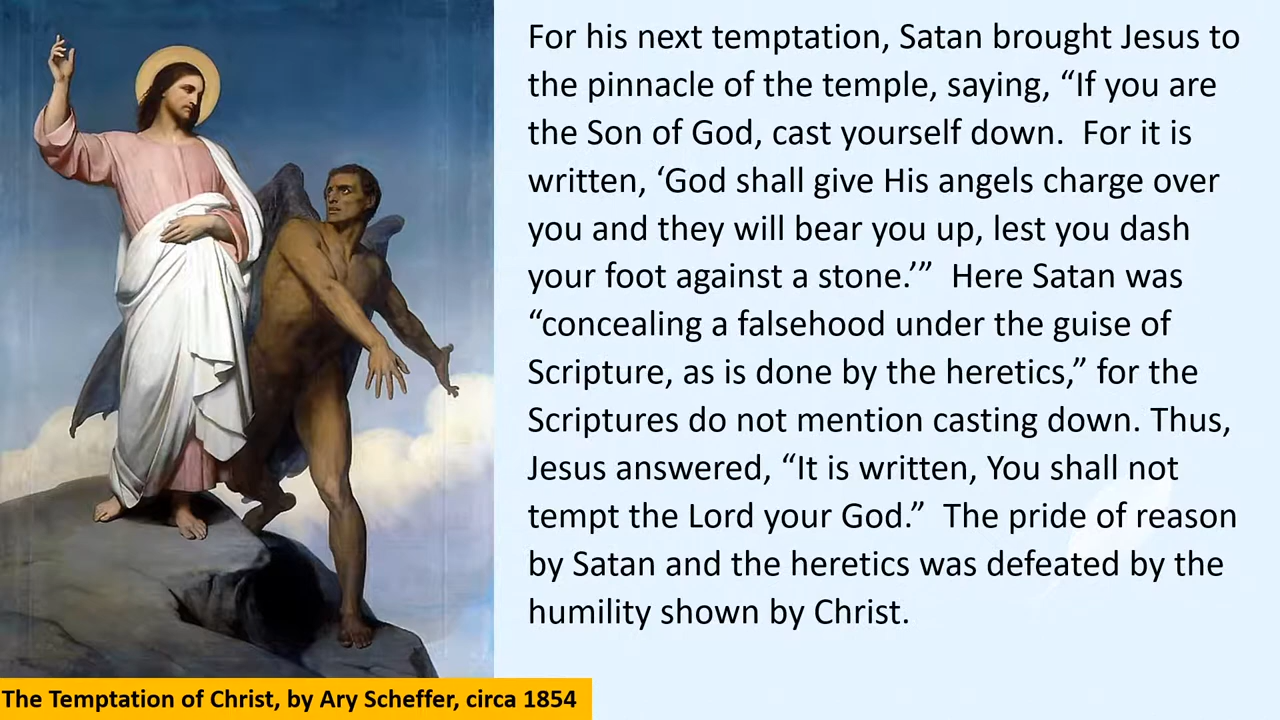 For his next temptation, Satan brought Jesus to
the pinnacle of the temple, saying, “If you are
the Son of God, cast yourself down.  For it is
written, ‘God shall give His angels charge over
you and they will bear you up, lest you dash
your foot against a stone.’”  Here Satan was
“concealing a falsehood under the guise of
Scripture, as is done by the heretics,” for the
Scriptures do not mention casting down. Thus,
Jesus answered, “It is written, You shall not
tempt the Lord your God.”  The pride of reason
by Satan and the heretics was defeated by the
humility shown by Christ.
The Temptation of Christ, by Ary Scheffer, circa 1854